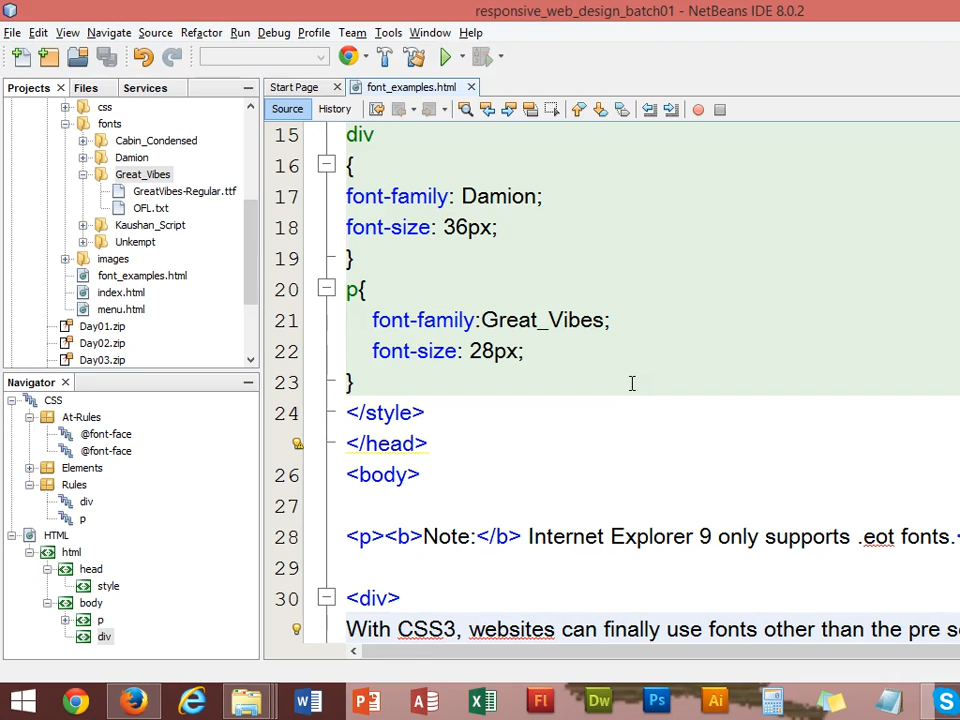 responsive_web_design_batch01 - NetBeans IDE 8.0.2
File Edit View Navigate Source Refactor Run Debug Profile Team Tools Window Help
Projects Files Services
Start Page font_examples.html
Source History
css
fonts
Cabin_Condensed
Damion
Great_Vibes
GreatVibes-Regular.ttf
OFL.txt
Kaushan_Script
Unkempt
images
font_examples.html
index.html
menu.html
Day01.zip
Day02.zip
Day03.zip
Navigator
CSS
At-Rules
@font-face
@font-face
Elements
Rules
div
p
HTML
html
head
style
body
p
div
15 div
16 {
17 font-family: Damion;
18 font-size: 36px;
19 }
20 p{
21 font-family:Great_Vibes;
22 font-size: 28px;
23 }
24 </style>
</head>
26 <body>
27
28 <p><b>Note:</b> Internet Explorer 9 only supports .eot fonts.<
29
30 <div>
With CSS3, websites can finally use fonts other than the pre se